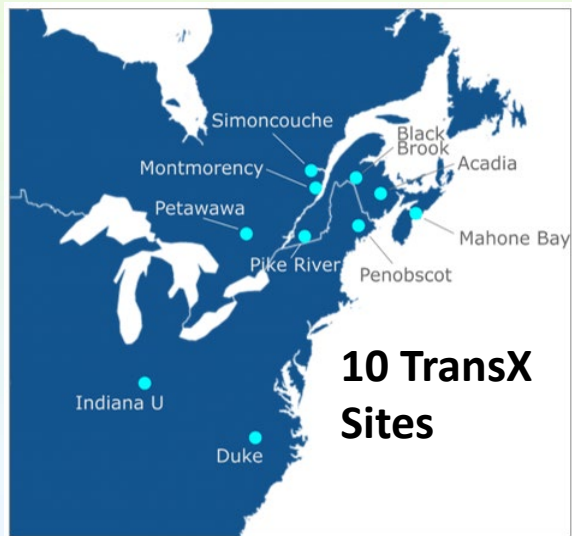 Simoncouche
Black
Brook
Montmorency
Acadia
Petawawa
Mahone Bay
Pike River
Penobscot
10 TransX
Sites
Indiana U
Duke